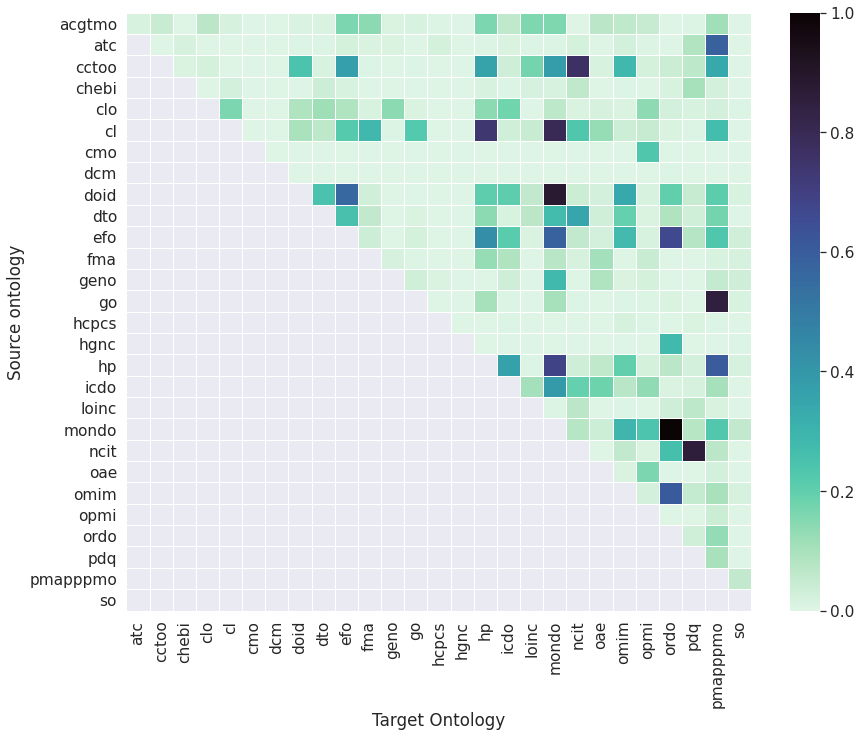 acgtmo
atc
cctoo
chebi
clo
cl
cmo
dcm
doid
dto
efo
fma
geno
go
hcpcs
hgnc
hp
icdo
loinc
mondo
ncit
oae
omim
opmi
ordo
pdq
pmapppmo
so
Source ontology
atc cctoo chebi clo cl cmo dcm doid dto efo fma geno go hcpcs hgnc hp icdo loinc mondo ncit oae omim opmi ordo pdq pmapppmo so
Target Ontology
1.0
0.8
0.6
0.4
0.2
0.0